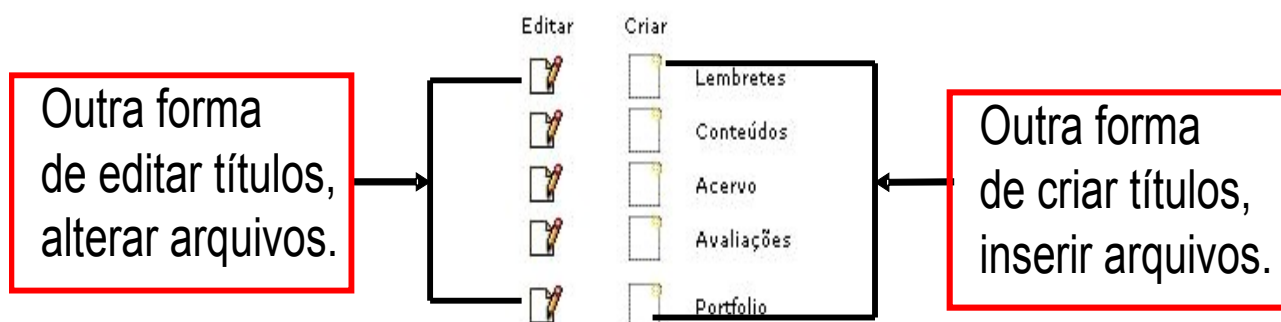 Editar Criar
Outra forma
de editar títulos,
alterar arquivos.
Lembretes
Conteúdos
Acervo
Avaliações
Portfolio
Outra forma
de criar títulos,
inserir arquivos.